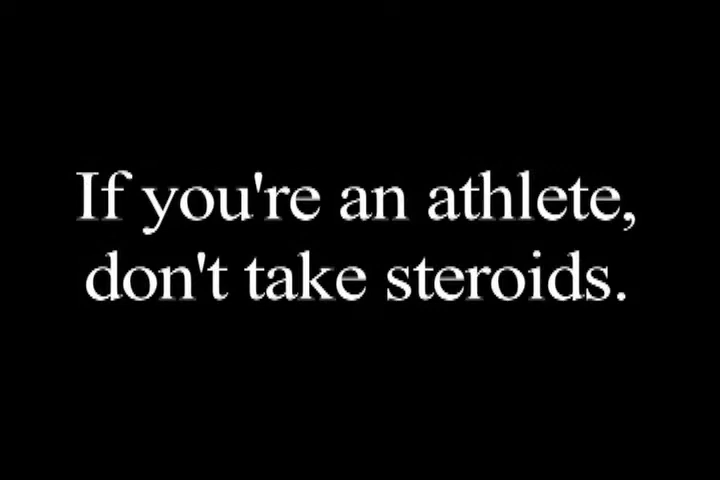 If you're an athlete,
don't take steroids.